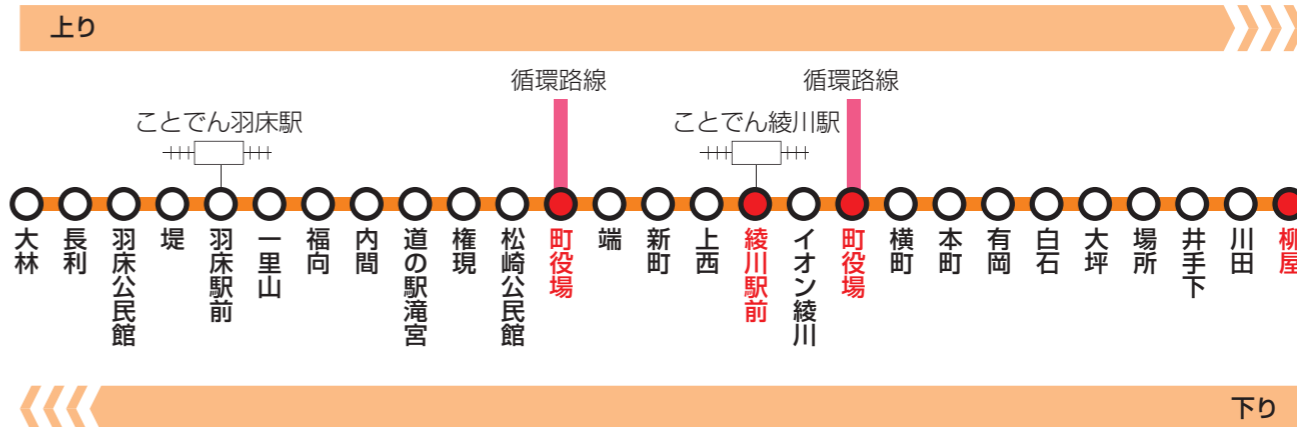 上り
循環路線
循環路線
ことでん羽床駅
ことでん綾川駅
大林
長利
羽床公民館
堤
羽床駅前
一里山
福向
内間
道の駅滝宮
権現
松崎公民館
町役場
端
新町
上西
綾川駅前
イオン綾川
町役場
横町
本町
有岡
白石
大坪
場所
井手下
川田
柳屋
下り